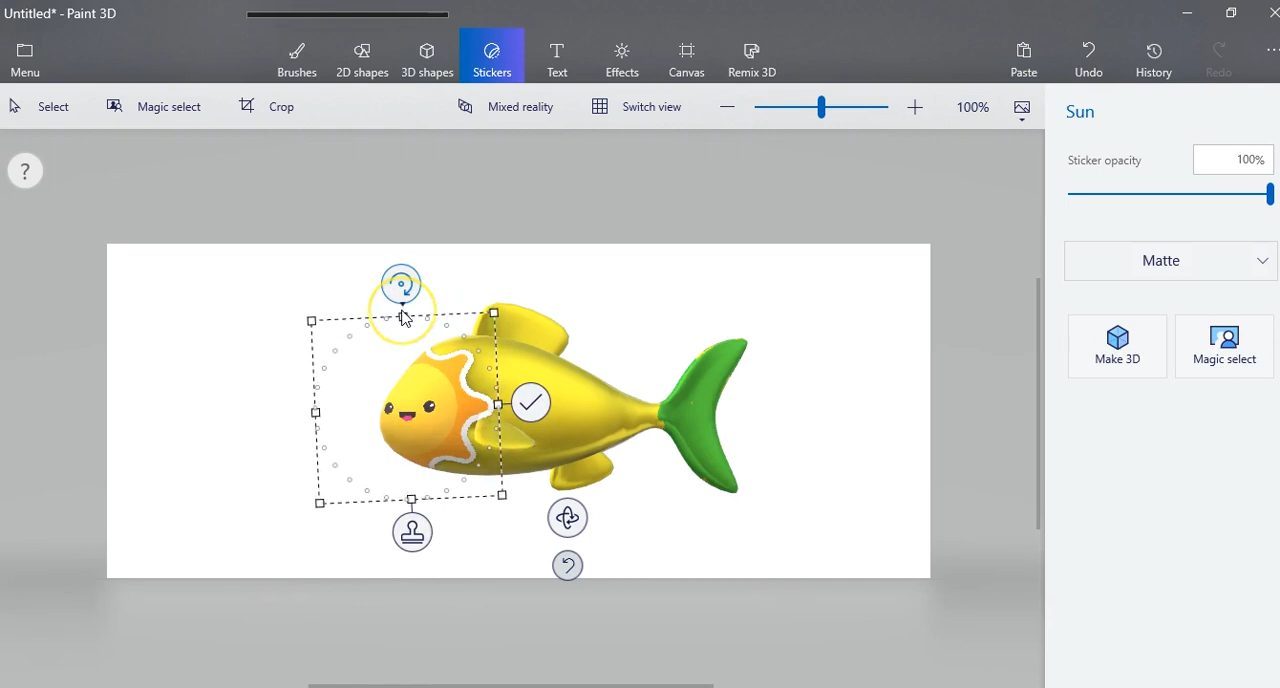 Untitled* - Paint 3D
Menu
Brushes
2D shapes
3D shapes
Stickers
Text
Effects
Canvas
Remix 3D
Paste
Undo
History
Redo
Select
Magic select
Crop
Mixed reality
Switch view
100%
Sun
Sticker opacity
100%
Matte
Make 3D
Magic select
?